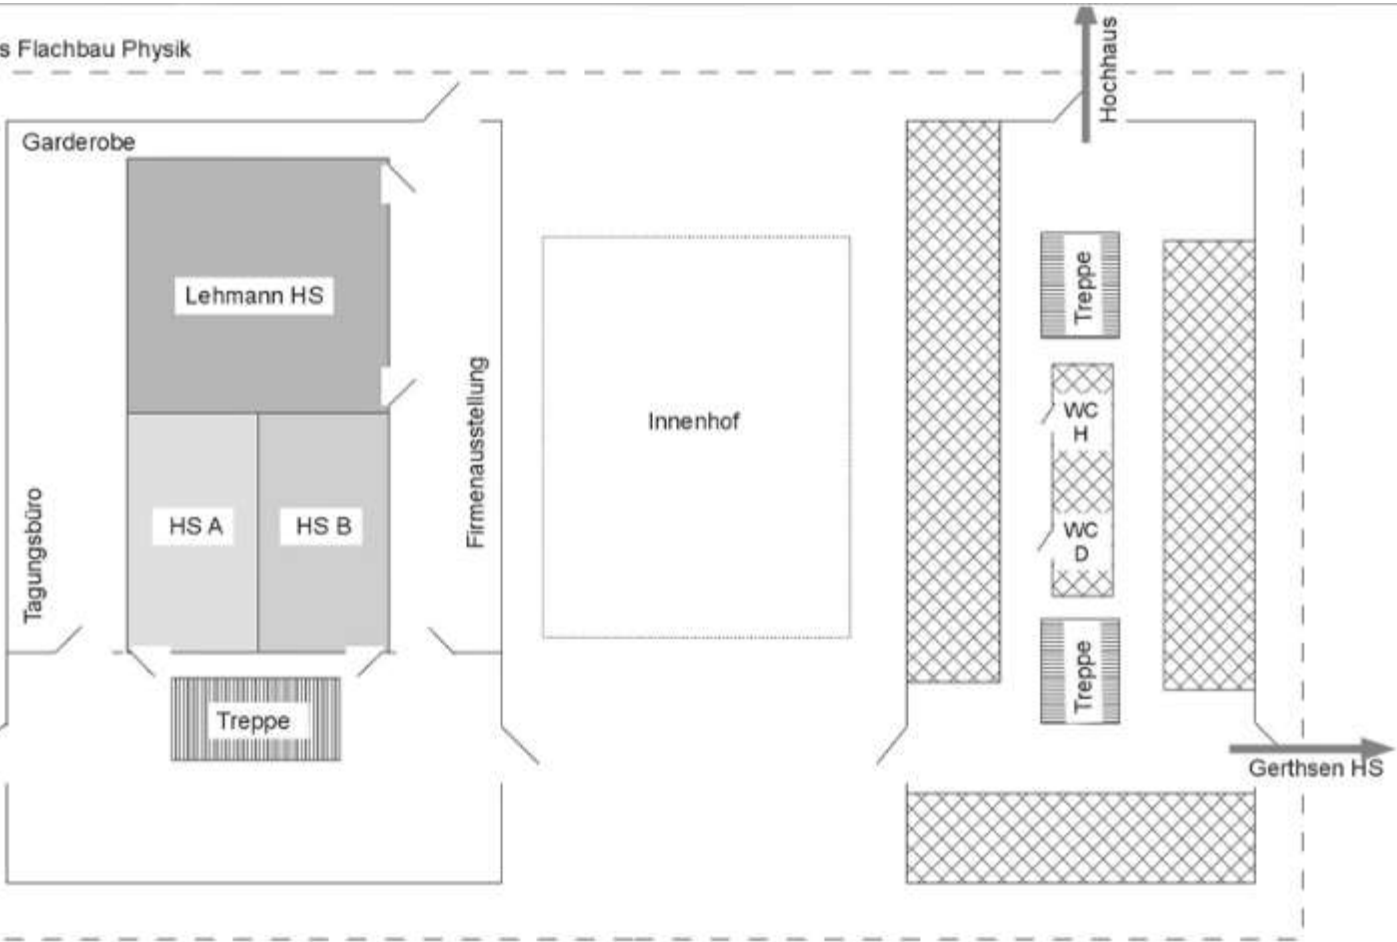 s Flachbau Physik
Hochhaus
Garderobe
Lehmann HS
Treppe
Innenhof
Firmenausstellung
WC
H
HS A
HS B
Tagungsbüro
WC
D
Treppe
Treppe
Gerthsen HS